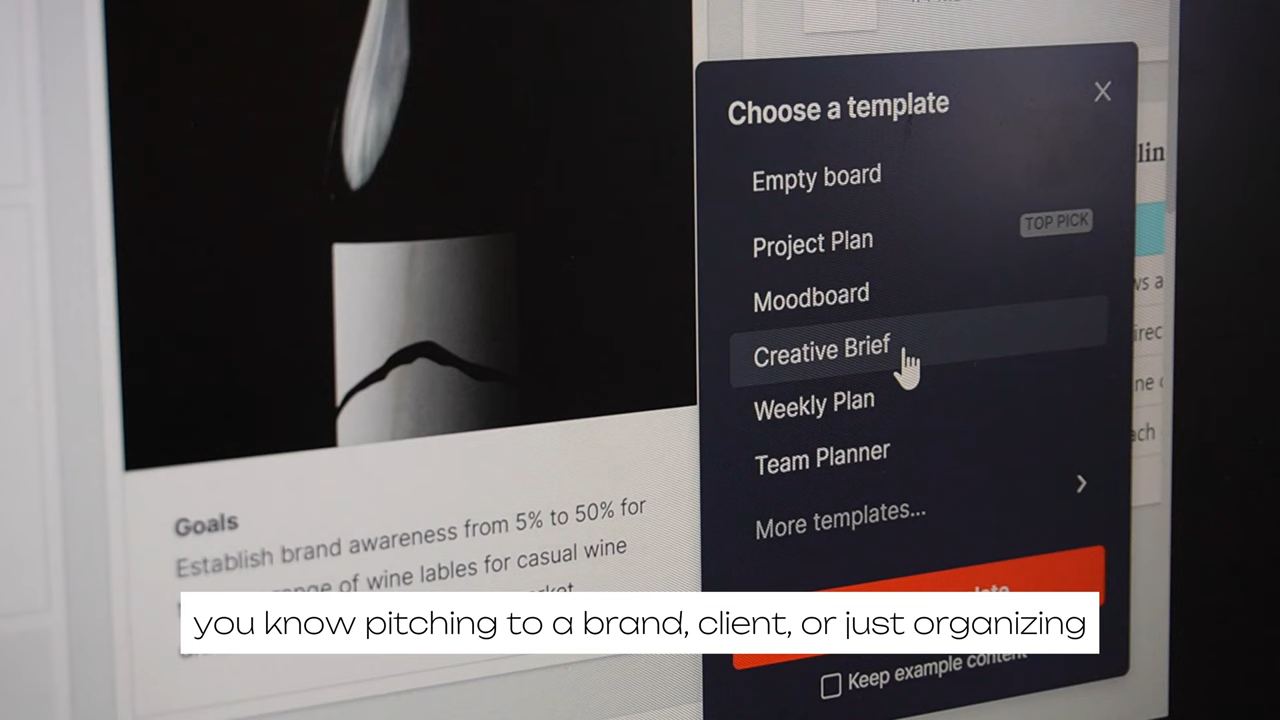 Choose a template
Empty board
Project Plan
TOP PICK
Moodboard
Creative Brief
Weekly Plan
Team Planner
More templates...
Keep example content
Goals
Establish brand awareness from 5% to 50% for
of wine lables for casual wine
you know pitching to a brand, client, or just organizing